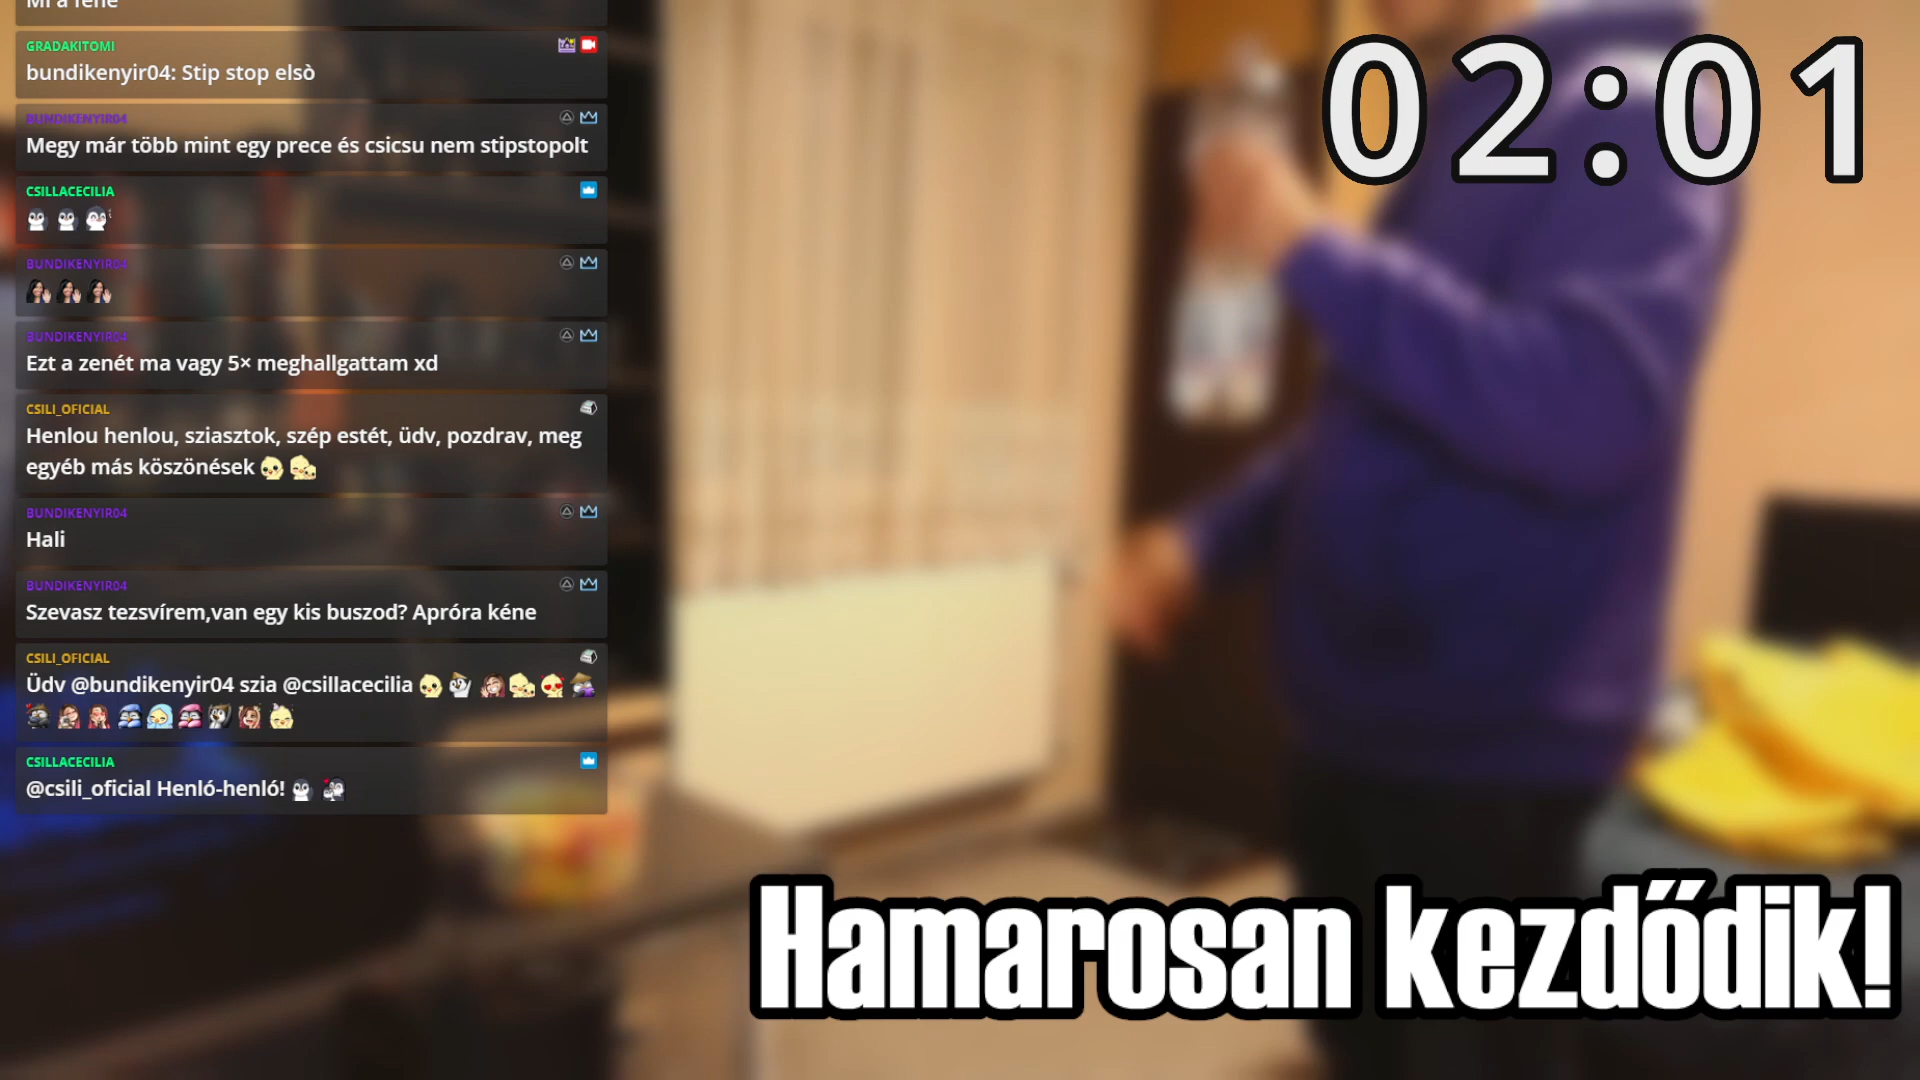 Mi a fene
GRADAKITOMI
bundikenyir04: Stip stop elsò
BUNDIKENYIR04
Megy már több mint egy prece és csicsu nem stipstopolt
CSILLACECILIA
BUNDIKENYIR04
BUNDIKENYIR04
Ezt a zenét ma vagy 5× meghallgattam xd
CSILI_OFICIAL
Henlou henlou, sziasztok, szép estét, üdv, pozdrav, meg
egyéb más köszönések
BUNDIKENYIR04
Hali
BUNDIKENYIR04
Szevasz tezsvírem,van egy kis buszod? Apróra kéne
CSILI_OFICIAL
Üdv @bundikenyir04 szia @csillacecilia
CSILLACECILIA
@csili_oficial Henló-henló!
02:01
Hamarosan kezdődik!